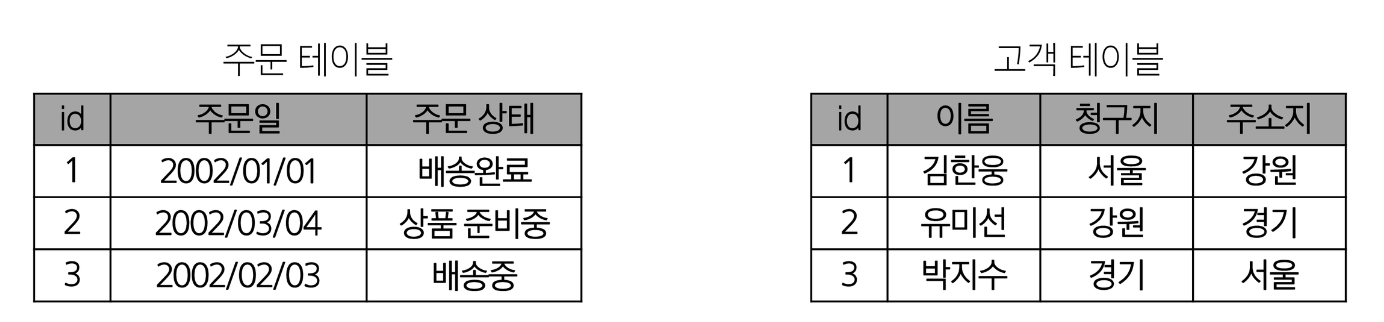 주문 테이블
id 주문일 주문 상태
1 2002/01/01 배송완료
2 2002/03/04 상품 준비중
3 2002/02/03 배송중
고객 테이블
id 이름 청구지 주소지
1 김한웅 서울 강원
2 유미선 강원 경기
3 박지수 경기 서울